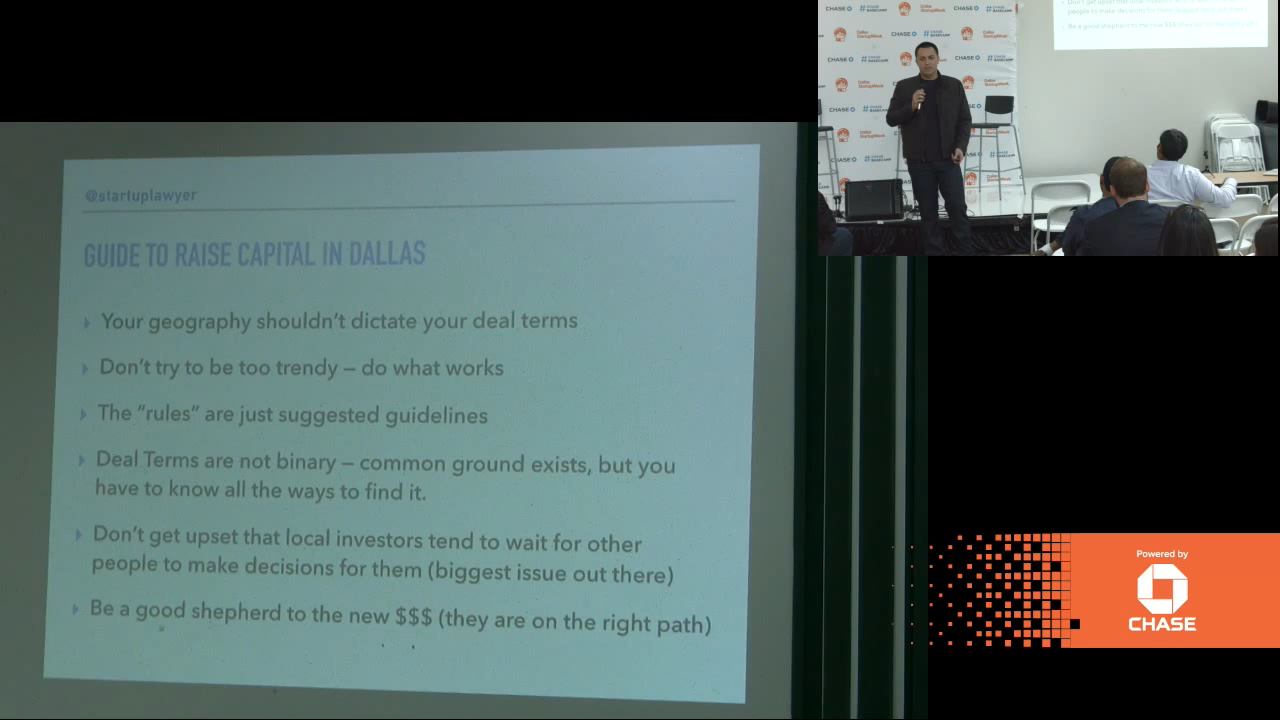 @startuplawyer
GUIDE TO RAISE CAPITAL IN DALLAS
Your geography shouldn't dictate your deal terms
Don't try to be too trendy – do what works
The "rules" are just suggested guidelines
Deal Terms are not binary – common ground exists, but you
have to know all the ways to find it.
Don't get upset that local investors tend to wait for other
people to make decisions for them (biggest issue out there)
Be a good shepherd to the new $$$ (they are on the right path)
CHASE
# CHASE BASECAMP
Dallas StartupWeek
Powered by
CHASE